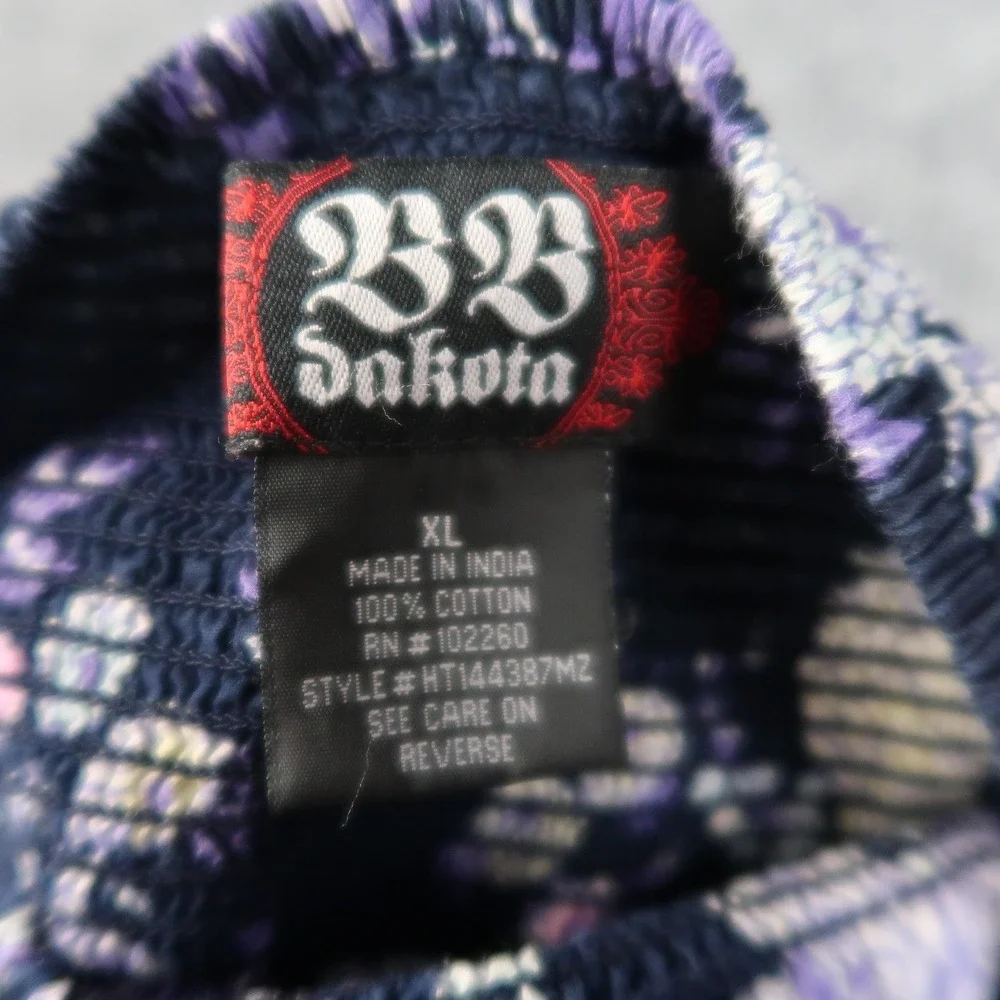 BB
dakota
XL
MADE IN INDIA
100% COTTON
RN #102260
STYLE#HT144387MZ
SEE CARE ON
REVERSE